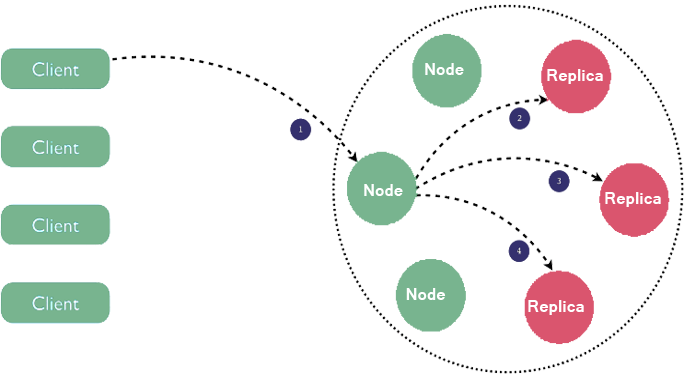 Client
Client
Client
Client
1
Node
Replica
2
Node
3
Replica
4
Node
Replica